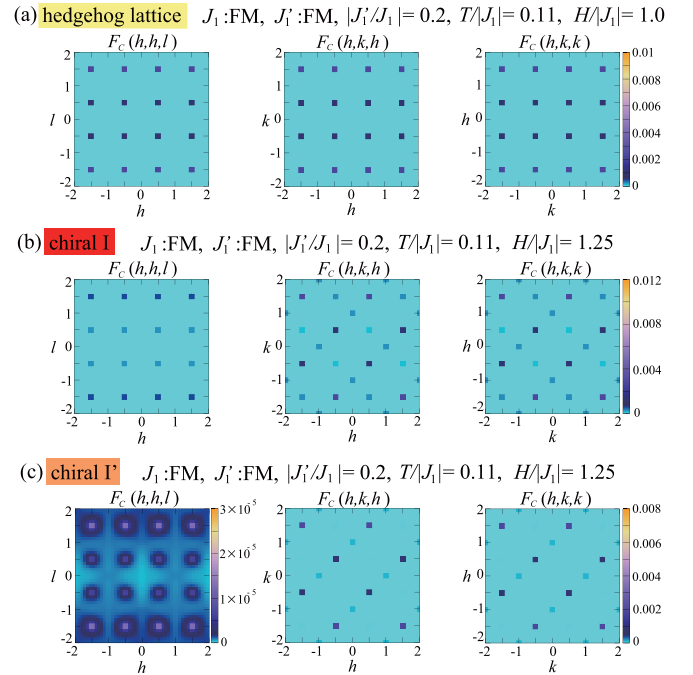 (a) hedgehog lattice J₁:FM, J₁':FM, |J₁'/J₁|= 0.2, T/|J₁|= 0.11, H/|J₁|= 1.0
F_C (h,h,l) F_C (h,k,h) F_C (h,k,k)
2 2 2 0.01
1 1 1 0.008
l 0 k 0 h 0 0.006
0.004
-1 -1 -1 0.002
-2 -2 -2 0
-2 -1 0 1 2 -2 -1 0 1 2 -2 -1 0 1 2
h h k
(b) chiral I J₁:FM, J₁':FM, |J₁'/J₁|= 0.2, T/|J₁|= 0.11, H/|J₁|= 1.25
F_C (h,h,l) F_C (h,k,h) F_C (h,k,k)
2 2 2 0.012
1 1 1 0.008
l 0 k 0 h 0
0.004
-1 -1 -1
-2 -2 -2 0
-2 -1 0 1 2 -2 -1 0 1 2 -2 -1 0 1 2
h h k
(c) chiral I' J₁:FM, J₁':FM, |J₁'/J₁|= 0.2, T/|J₁|= 0.11, H/|J₁|= 1.25
F_C (h,h,l) F_C (h,k,h) F_C (h,k,k)
2 3×10⁻⁵ 2 2 0.008
1 2×10⁻⁵ 1 1 0.006
l 0 k 0 h 0 0.004
-1 1×10⁻⁵ -1 -1 0.002
-2 0 -2 -2 0
-2 -1 0 1 2 -2 -1 0 1 2 -2 -1 0 1 2
h h k